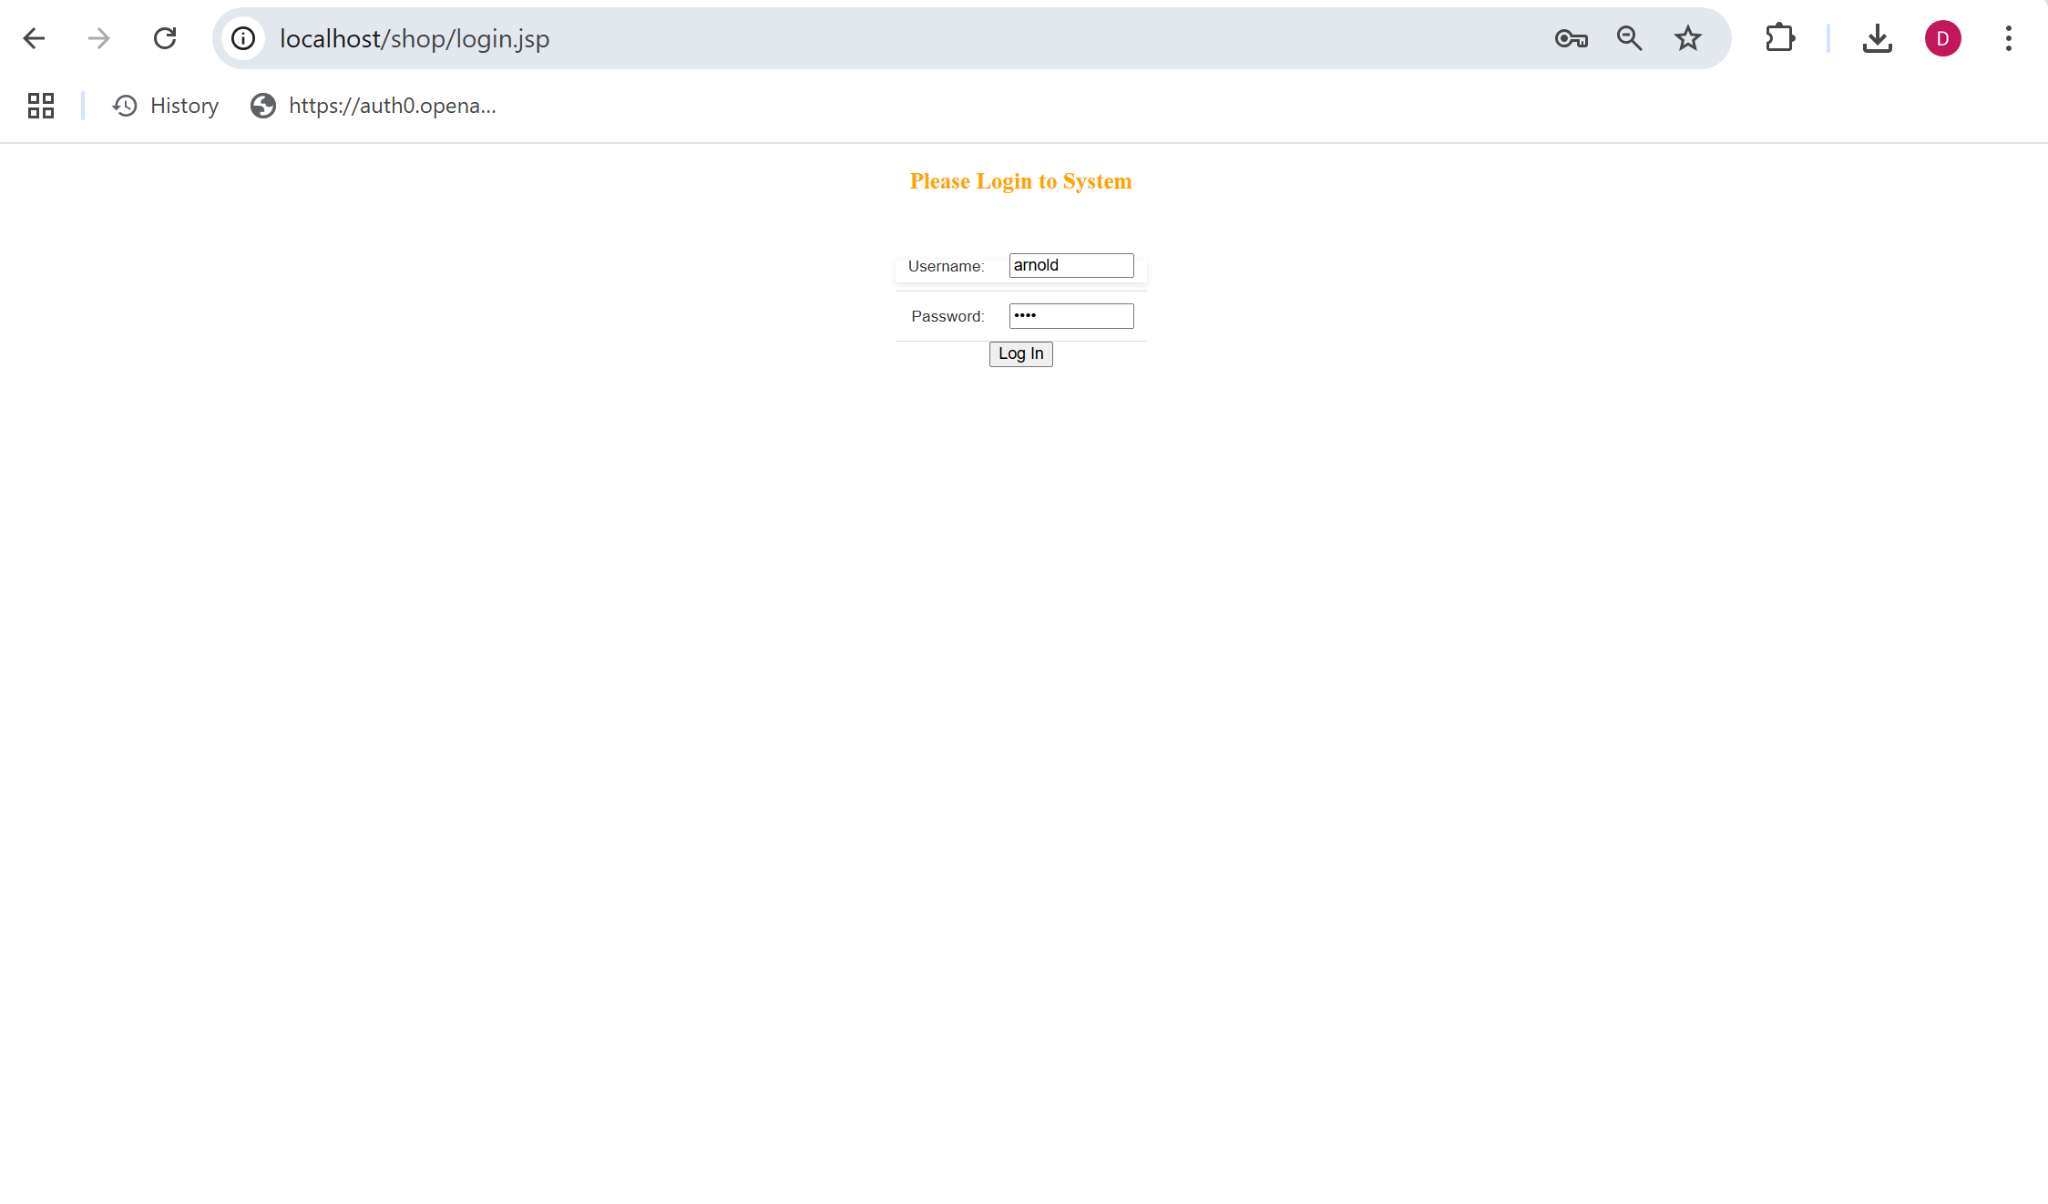 localhost/shop/login.jsp
D
History
https://auth0.opena...
Please Login to System
Username: arnold
Password: ••••
Log In